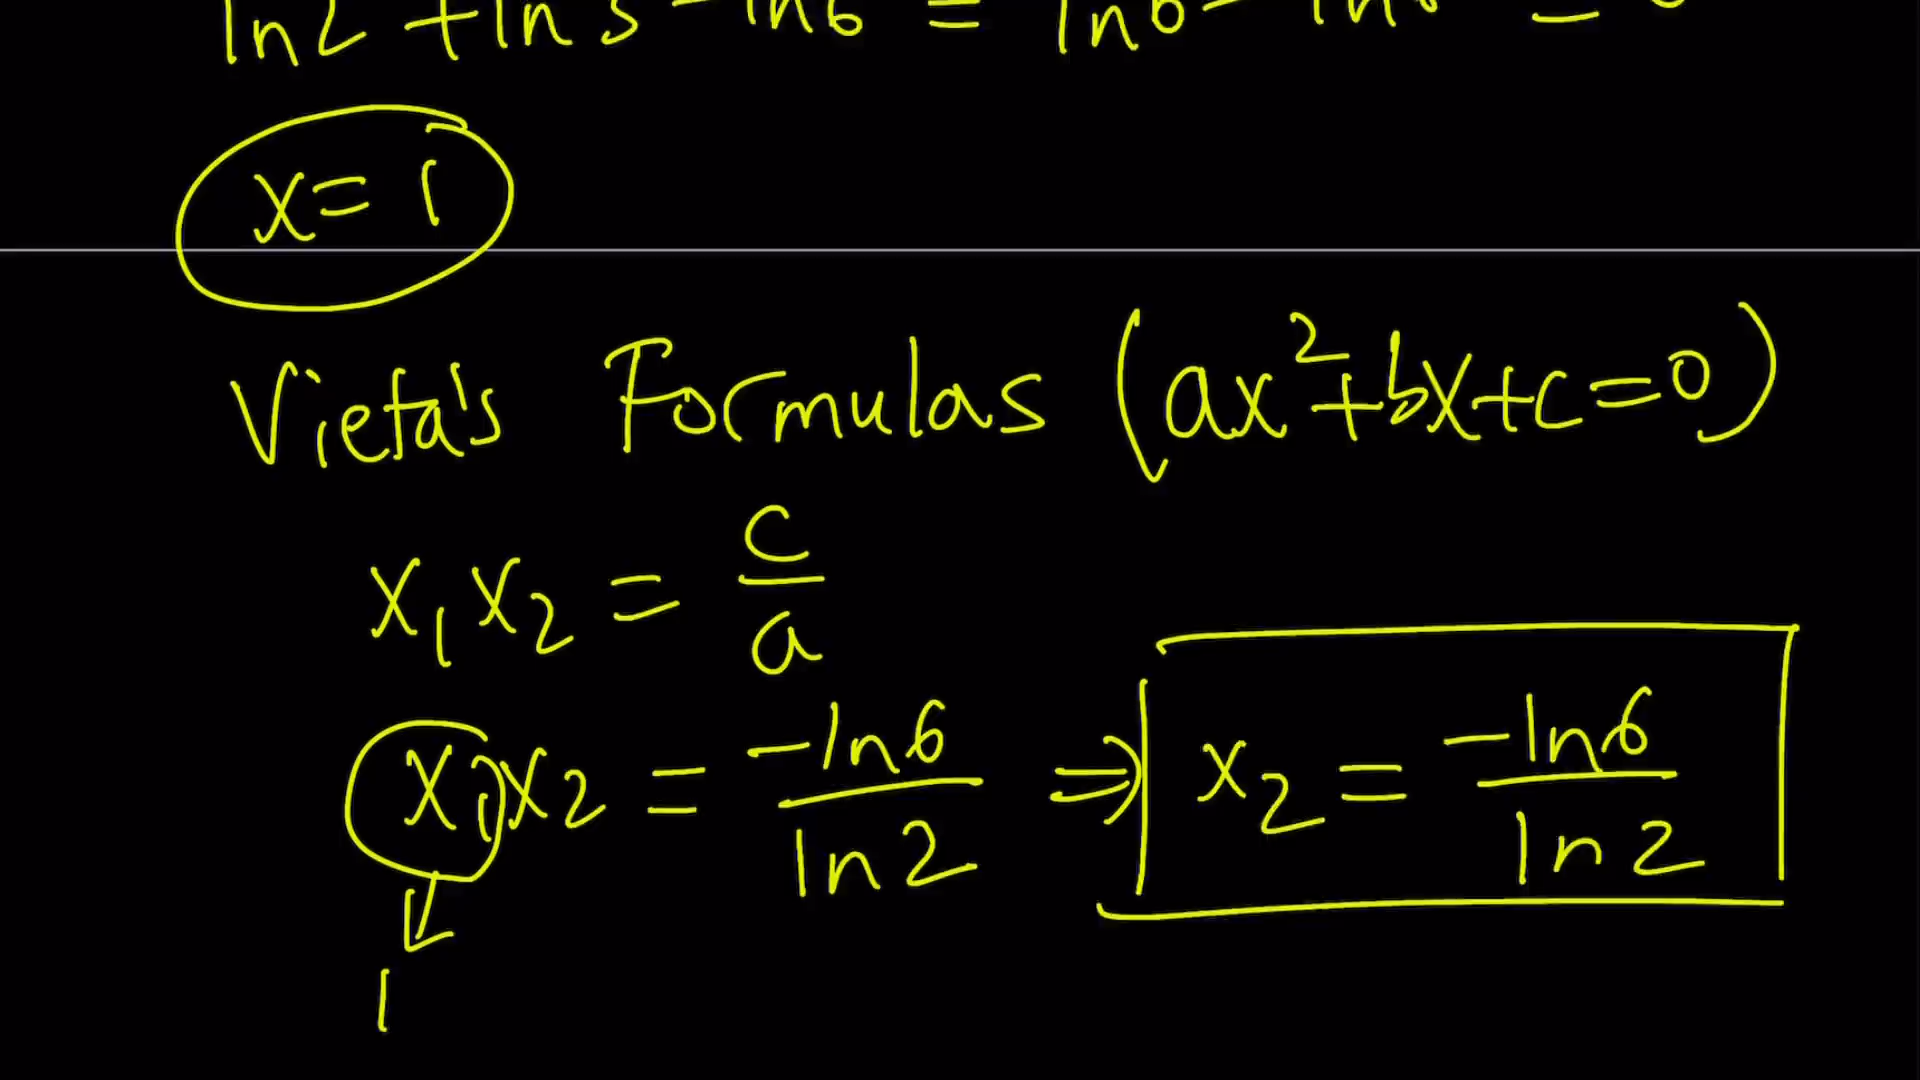 ln2 + ln3 - ln6 = ln6 - ln6 = 0
x = 1
Vieta's Formulas (ax²+bx+c=0)
x₁x₂ = c/a
x₁x₂ = -ln6/ln2 ⇒ x₂ = -ln6/ln2
1